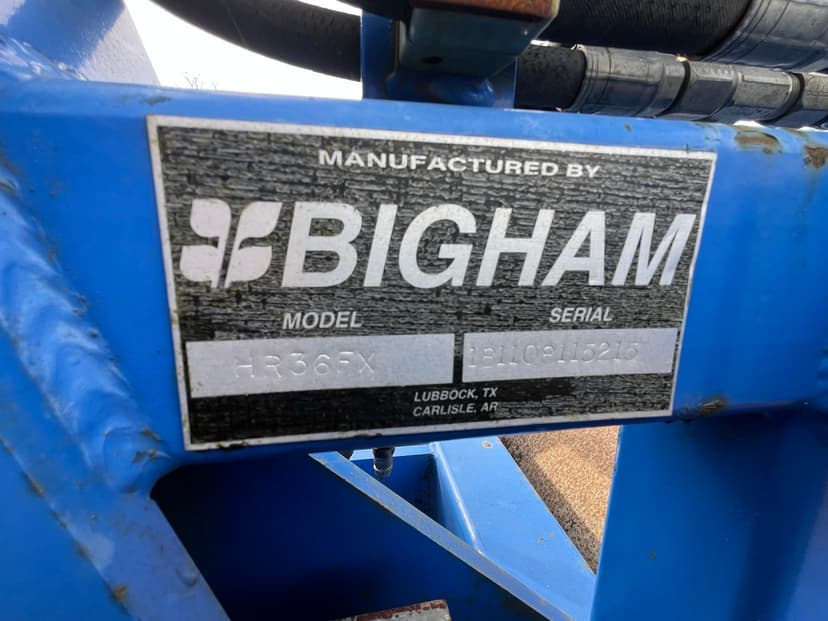 MANUFACTURED BY
BIGHAM
MODEL SERIAL
HR36FX
LUBBOCK, TX
CARLISLE, AR